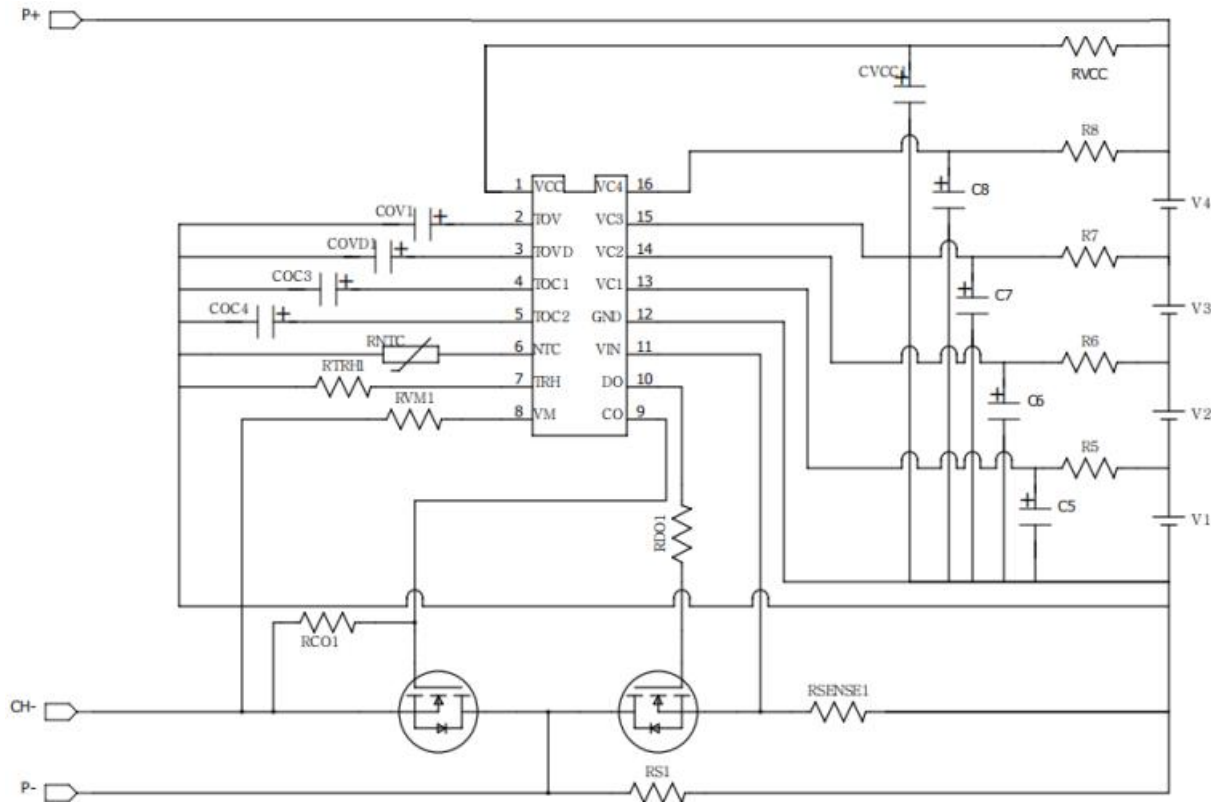 P+
RVCC
CVCC1
R8
C8
V4
1 VCC VC4 16
COV1
2 TOV VC3 15
R7
COVD1
3 TOVD VC2 14
C7
COC3
4 TOC1 VC1 13
V3
COC4
5 TOC2 GND 12
RNTC
6 NTC VIN 11
R6
RTRH1
7 TRH DO 10
C6
RVM1
8 VM CO 9
V2
R5
C5
V1
RDO1
RCO1
CH-
RSENSE1
P-
RS1